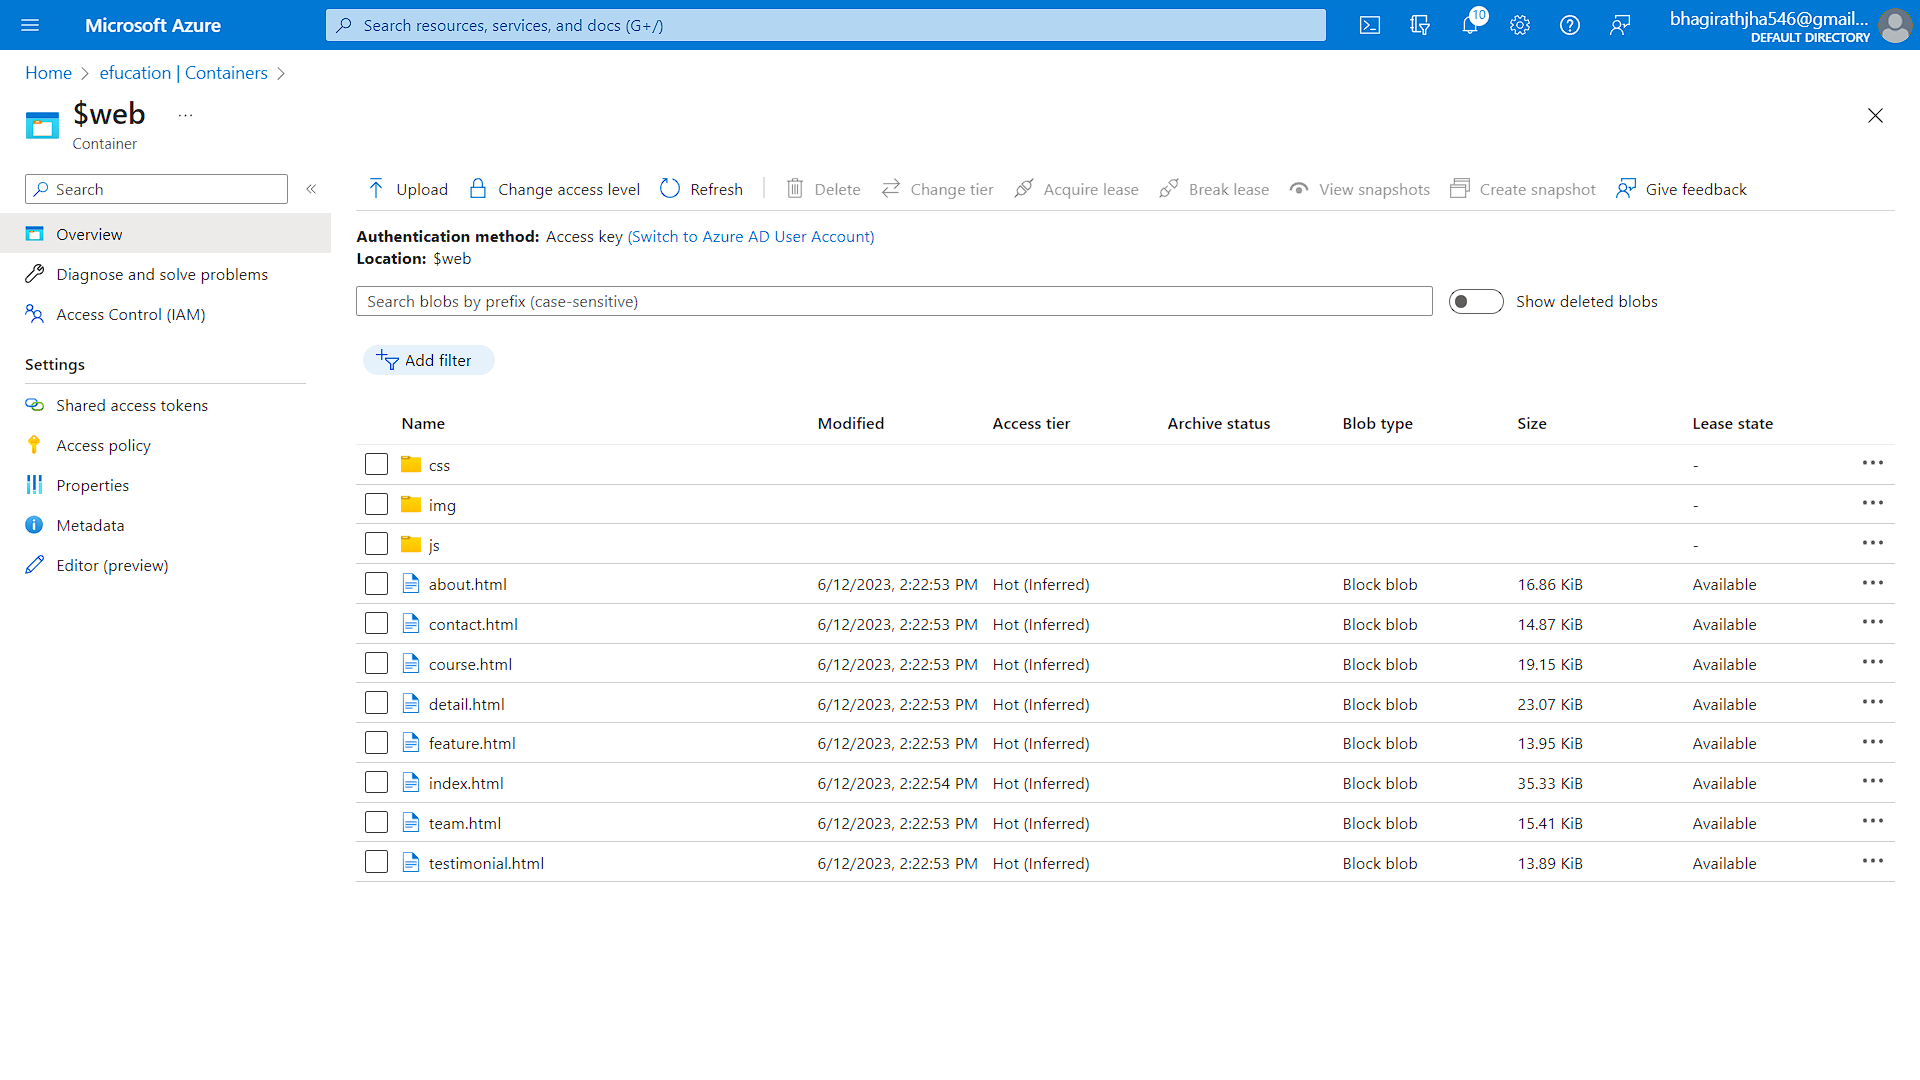 Microsoft Azure
Search resources, services, and docs (G+/)
10
bhagirathjha546@gmail...
DEFAULT DIRECTORY
Home > efucation | Containers >
$web ...
Container
Search «
Overview
Diagnose and solve problems
Access Control (IAM)
Settings
Shared access tokens
Access policy
Properties
Metadata
Editor (preview)
Upload Change access level Refresh Delete Change tier Acquire lease Break lease View snapshots Create snapshot Give feedback
Authentication method: Access key (Switch to Azure AD User Account)
Location: $web
Search blobs by prefix (case-sensitive) Show deleted blobs
Add filter
Name Modified Access tier Archive status Blob type Size Lease state
css - ...
img - ...
js - ...
about.html 6/12/2023, 2:22:53 PM Hot (Inferred) Block blob 16.86 KiB Available ...
contact.html 6/12/2023, 2:22:53 PM Hot (Inferred) Block blob 14.87 KiB Available ...
course.html 6/12/2023, 2:22:53 PM Hot (Inferred) Block blob 19.15 KiB Available ...
detail.html 6/12/2023, 2:22:53 PM Hot (Inferred) Block blob 23.07 KiB Available ...
feature.html 6/12/2023, 2:22:53 PM Hot (Inferred) Block blob 13.95 KiB Available ...
index.html 6/12/2023, 2:22:54 PM Hot (Inferred) Block blob 35.33 KiB Available ...
team.html 6/12/2023, 2:22:53 PM Hot (Inferred) Block blob 15.41 KiB Available ...
testimonial.html 6/12/2023, 2:22:53 PM Hot (Inferred) Block blob 13.89 KiB Available ...